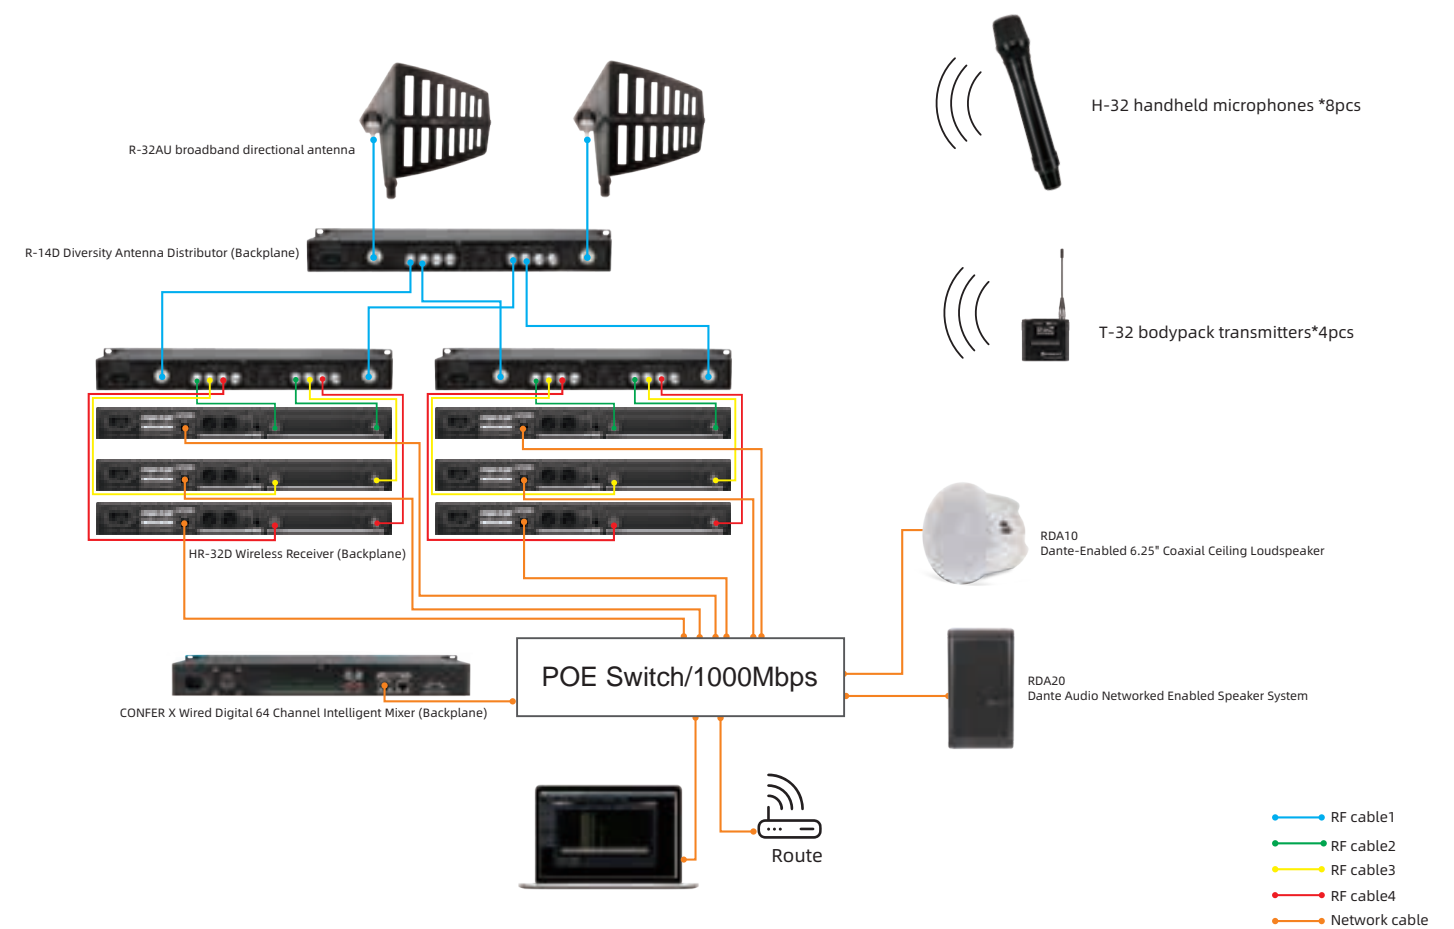 H-32 handheld microphones *8pcs
R-32AU broadband directional antenna
R-14D Diversity Antenna Distributor (Backplane)
T-32 bodypack transmitters*4pcs
HR-32D Wireless Receiver (Backplane)
RDA10
Dante-Enabled 6.25" Coaxial Ceiling Loudspeaker
POE Switch/1000Mbps
RDA20
Dante Audio Networked Enabled Speaker System
CONFER X Wired Digital 64 Channel Intelligent Mixer (Backplane)
Route
RF cable1
RF cable2
RF cable3
RF cable4
Network cable